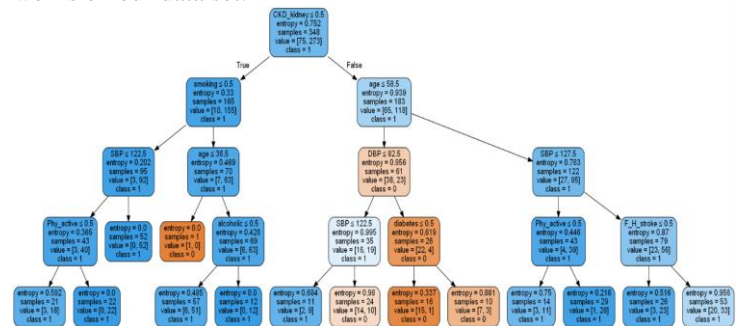 CKD_kidney ≤ 0.5
entropy = 0.752
samples = 348
value = [75, 273]
class = 1
True
False
smoking ≤ 0.5
entropy = 0.33
samples = 165
value = [10, 155]
class = 1
age ≤ 58.5
entropy = 0.939
samples = 183
value = [65, 118]
class = 1
SBP ≤ 122.5
entropy = 0.202
samples = 95
value = [3, 92]
class = 1
age ≤ 36.5
entropy = 0.469
samples = 70
value = [7, 63]
class = 1
DBP ≤ 82.5
entropy = 0.956
samples = 61
value = [38, 23]
class = 0
SBP ≤ 127.5
entropy = 0.763
samples = 122
value = [27, 95]
class = 1
Phy_active ≤ 0.5
entropy = 0.365
samples = 43
value = [3, 40]
class = 1
entropy = 0.0
samples = 52
value = [0, 52]
class = 1
entropy = 0.0
samples = 1
value = [1, 0]
class = 0
alcoholic ≤ 0.5
entropy = 0.426
samples = 69
value = [6, 63]
class = 1
SBP ≤ 122.5
entropy = 0.995
samples = 35
value = [16, 19]
class = 1
diabetes ≤ 0.5
entropy = 0.619
samples = 26
value = [22, 4]
class = 0
Phy_active ≤ 0.5
entropy = 0.446
samples = 43
value = [4, 39]
class = 1
F_H_stroke ≤ 0.5
entropy = 0.87
samples = 79
value = [23, 56]
class = 1
entropy = 0.592
samples = 21
value = [3, 18]
class = 1
entropy = 0.0
samples = 22
value = [0, 22]
class = 1
entropy = 0.485
samples = 57
value = [6, 51]
class = 1
entropy = 0.0
samples = 12
value = [0, 12]
class = 1
entropy = 0.684
samples = 11
value = [2, 9]
class = 1
entropy = 0.98
samples = 24
value = [14, 10]
class = 0
entropy = 0.337
samples = 16
value = [15, 1]
class = 0
entropy = 0.881
samples = 10
value = [7, 3]
class = 0
entropy = 0.75
samples = 14
value = [3, 11]
class = 1
entropy = 0.216
samples = 29
value = [1, 28]
class = 1
entropy = 0.516
samples = 26
value = [3, 23]
class = 1
entropy = 0.956
samples = 53
value = [20, 33]
class = 1